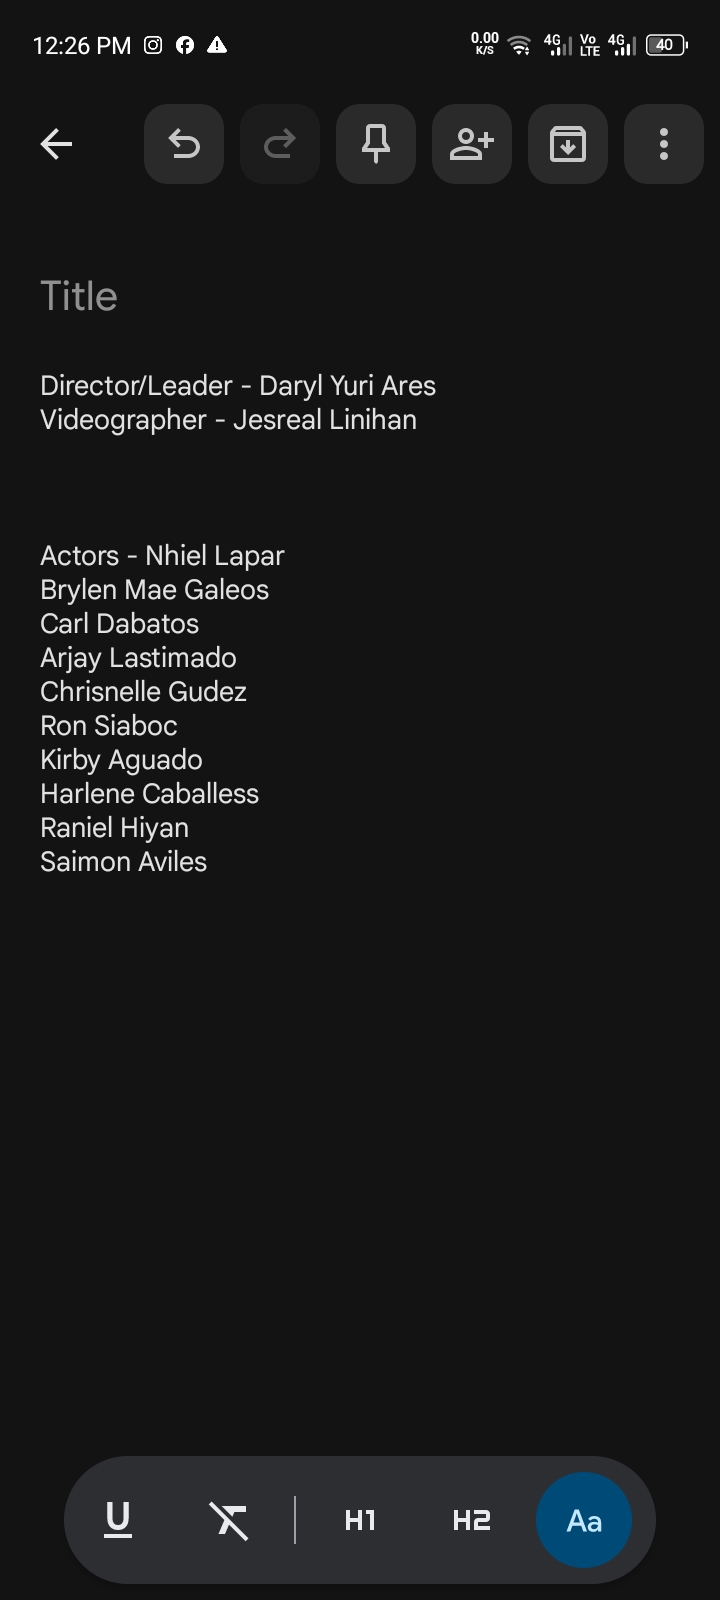 12:26 PM
0.00 K/S 4G Vo LTE 4G 40
Title
Director/Leader - Daryl Yuri Ares
Videographer - Jesreal Linihan
Actors - Nhiel Lapar
Brylen Mae Galeos
Carl Dabatos
Arjay Lastimado
Chrisnelle Gudez
Ron Siaboc
Kirby Aguado
Harlene Caballess
Raniel Hiyan
Saimon Aviles
U H1 H2 Aa